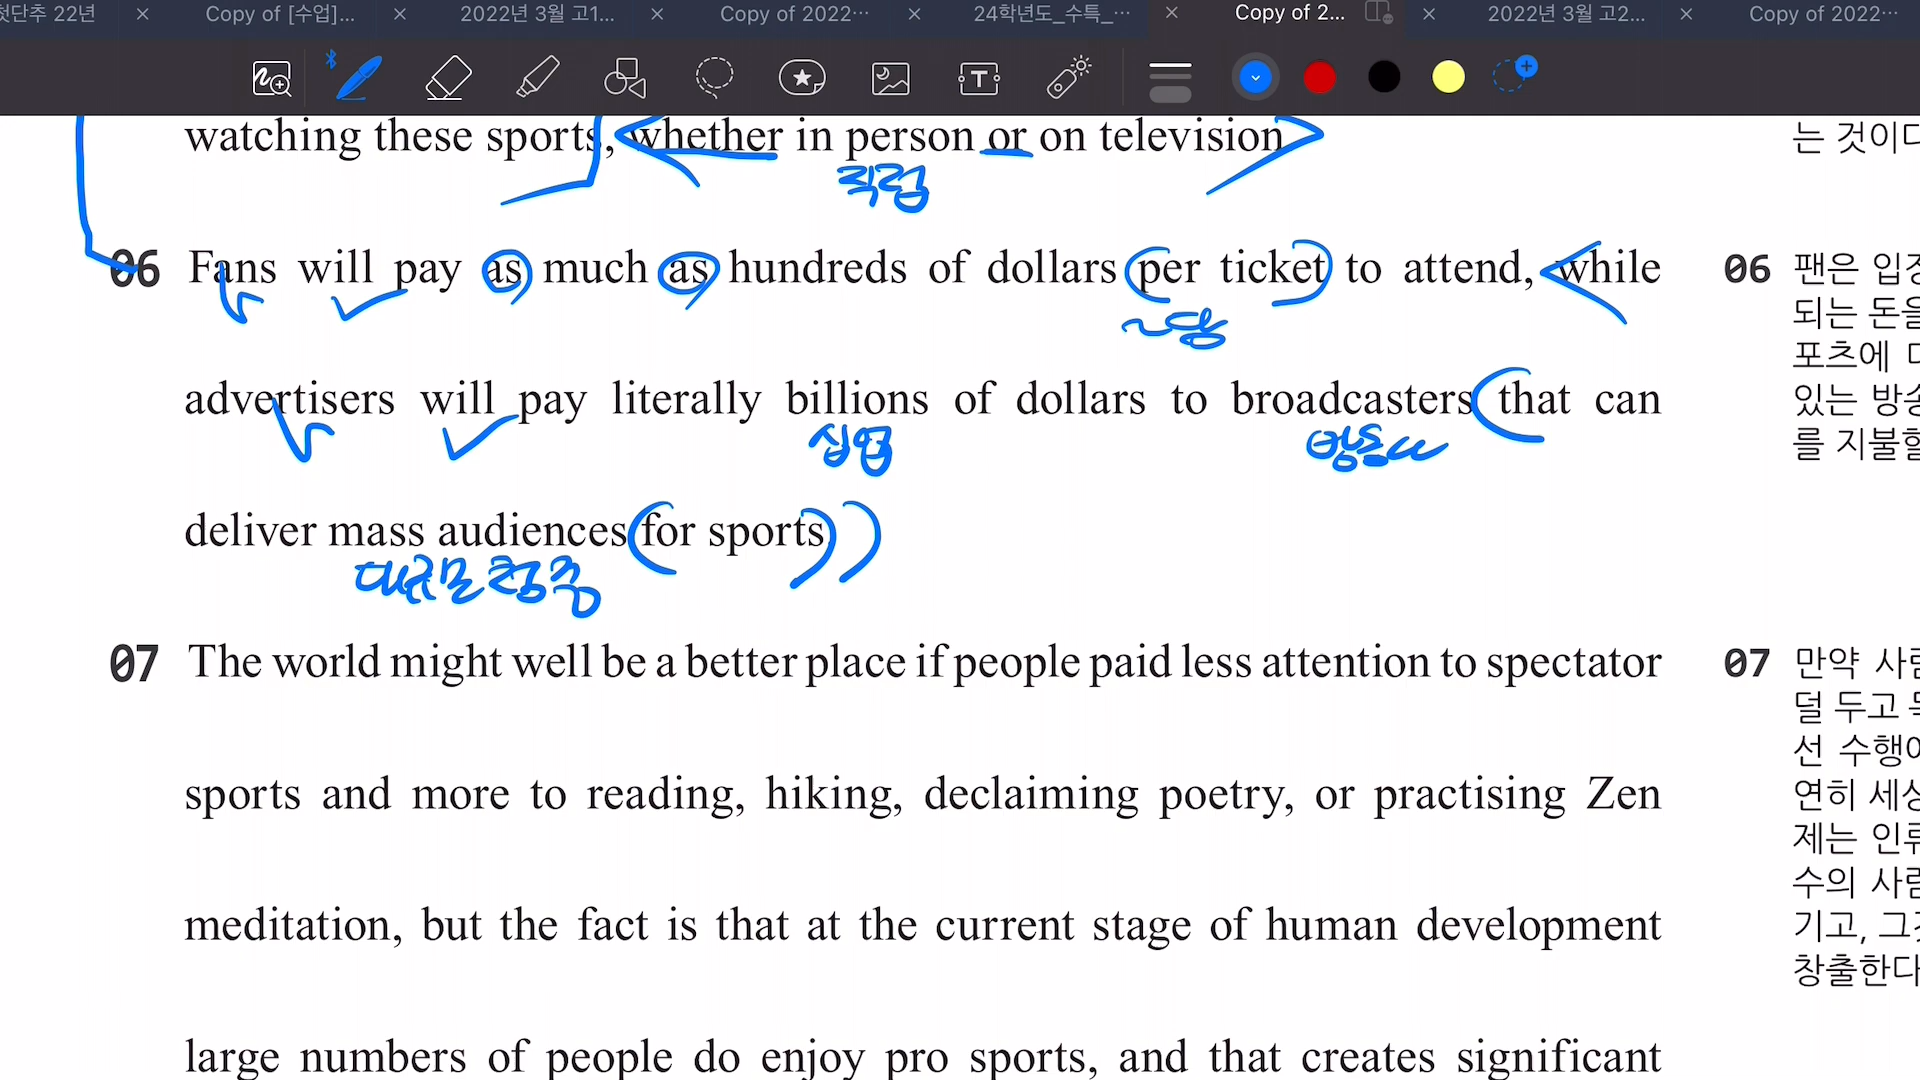 첫단추 22년
Copy of [수업]...
2022년 3월 고1...
Copy of 2022...
24학년도_수특_...
Copy of 2...
2022년 3월 고2...
Copy of 2022...
watching these sports, whether in person or on television
는 것이다
직접
06 Fans will pay as much as hundreds of dollars per ticket to attend, while
06 팬은 입장
되는 돈을
~당
포츠에
advertisers will pay literally billions of dollars to broadcasters that can
있는 방송
십억
방송사
를 지불할
deliver mass audiences for sports
대규모 청중
07 The world might well be a better place if people paid less attention to spectator
07 만약 사람
덜 두고
선 수행에
sports and more to reading, hiking, declaiming poetry, or practising Zen
연히 세상
제는 인류
수의 사람
meditation, but the fact is that at the current stage of human development
기고, 그것
창출한다
large numbers of people do enjoy pro sports, and that creates significant